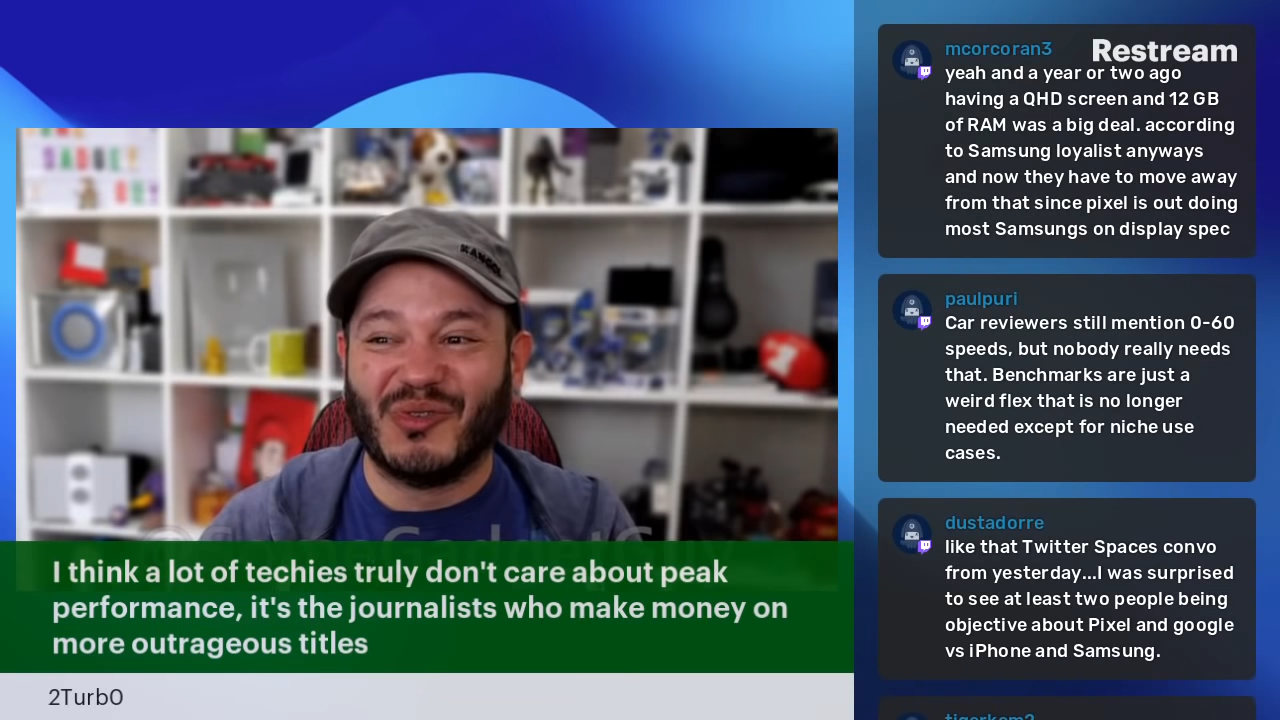 GADGET
GUY
KANGOL
I think a lot of techies truly don't care about peak
performance, it's the journalists who make money on
more outrageous titles
2Turb0
Restream
mcorcoran3
yeah and a year or two ago
having a QHD screen and 12 GB
of RAM was a big deal. according
to Samsung loyalist anyways
and now they have to move away
from that since pixel is out doing
most Samsungs on display spec
paulpuri
Car reviewers still mention 0-60
speeds, but nobody really needs
that. Benchmarks are just a
weird flex that is no longer
needed except for niche use
cases.
dustadorre
like that Twitter Spaces convo
from yesterday...I was surprised
to see at least two people being
objective about Pixel and google
vs iPhone and Samsung.